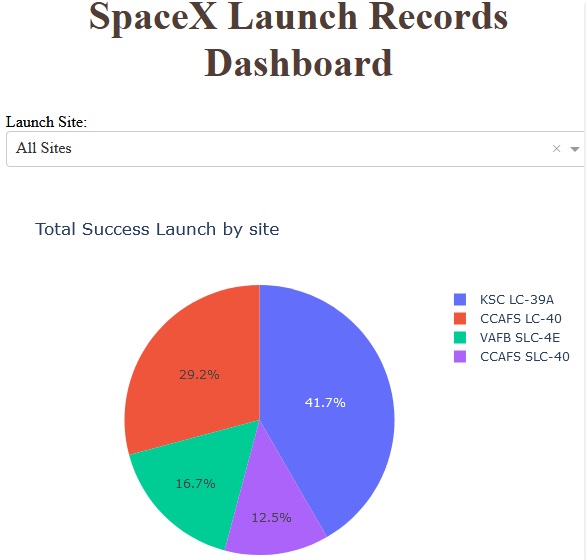 SpaceX Launch Records
Dashboard
Launch Site:
All Sites
Total Success Launch by site
KSC LC-39A
CCAFS LC-40
VAFB SLC-4E
CCAFS SLC-40
29.2%
41.7%
16.7%
12.5%